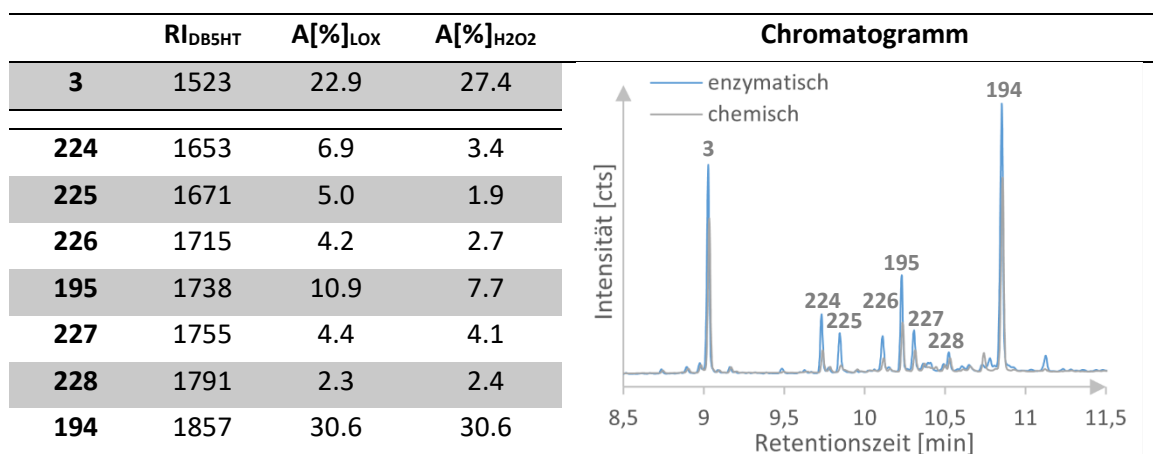 RIDB5HT A[%]LOX A[%]H2O2 Chromatogramm
3 1523 22.9 27.4
224 1653 6.9 3.4
225 1671 5.0 1.9
226 1715 4.2 2.7
195 1738 10.9 7.7
227 1755 4.4 4.1
228 1791 2.3 2.4
194 1857 30.6 30.6
enzymatisch
chemisch
194
3
195
224 226
225 227
228
Intensität [cts]
8,5 9 9,5 10 10,5 11 11,5
Retentionszeit [min]